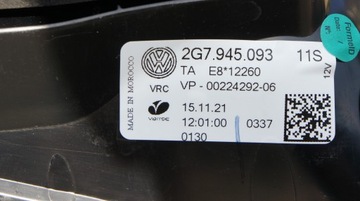 2G7.945.093 11S
TA E8*12260
12V
VRC VP - 00224292-06
15.11.21
12:01:00 0337
0130
MADE IN MOROCCO